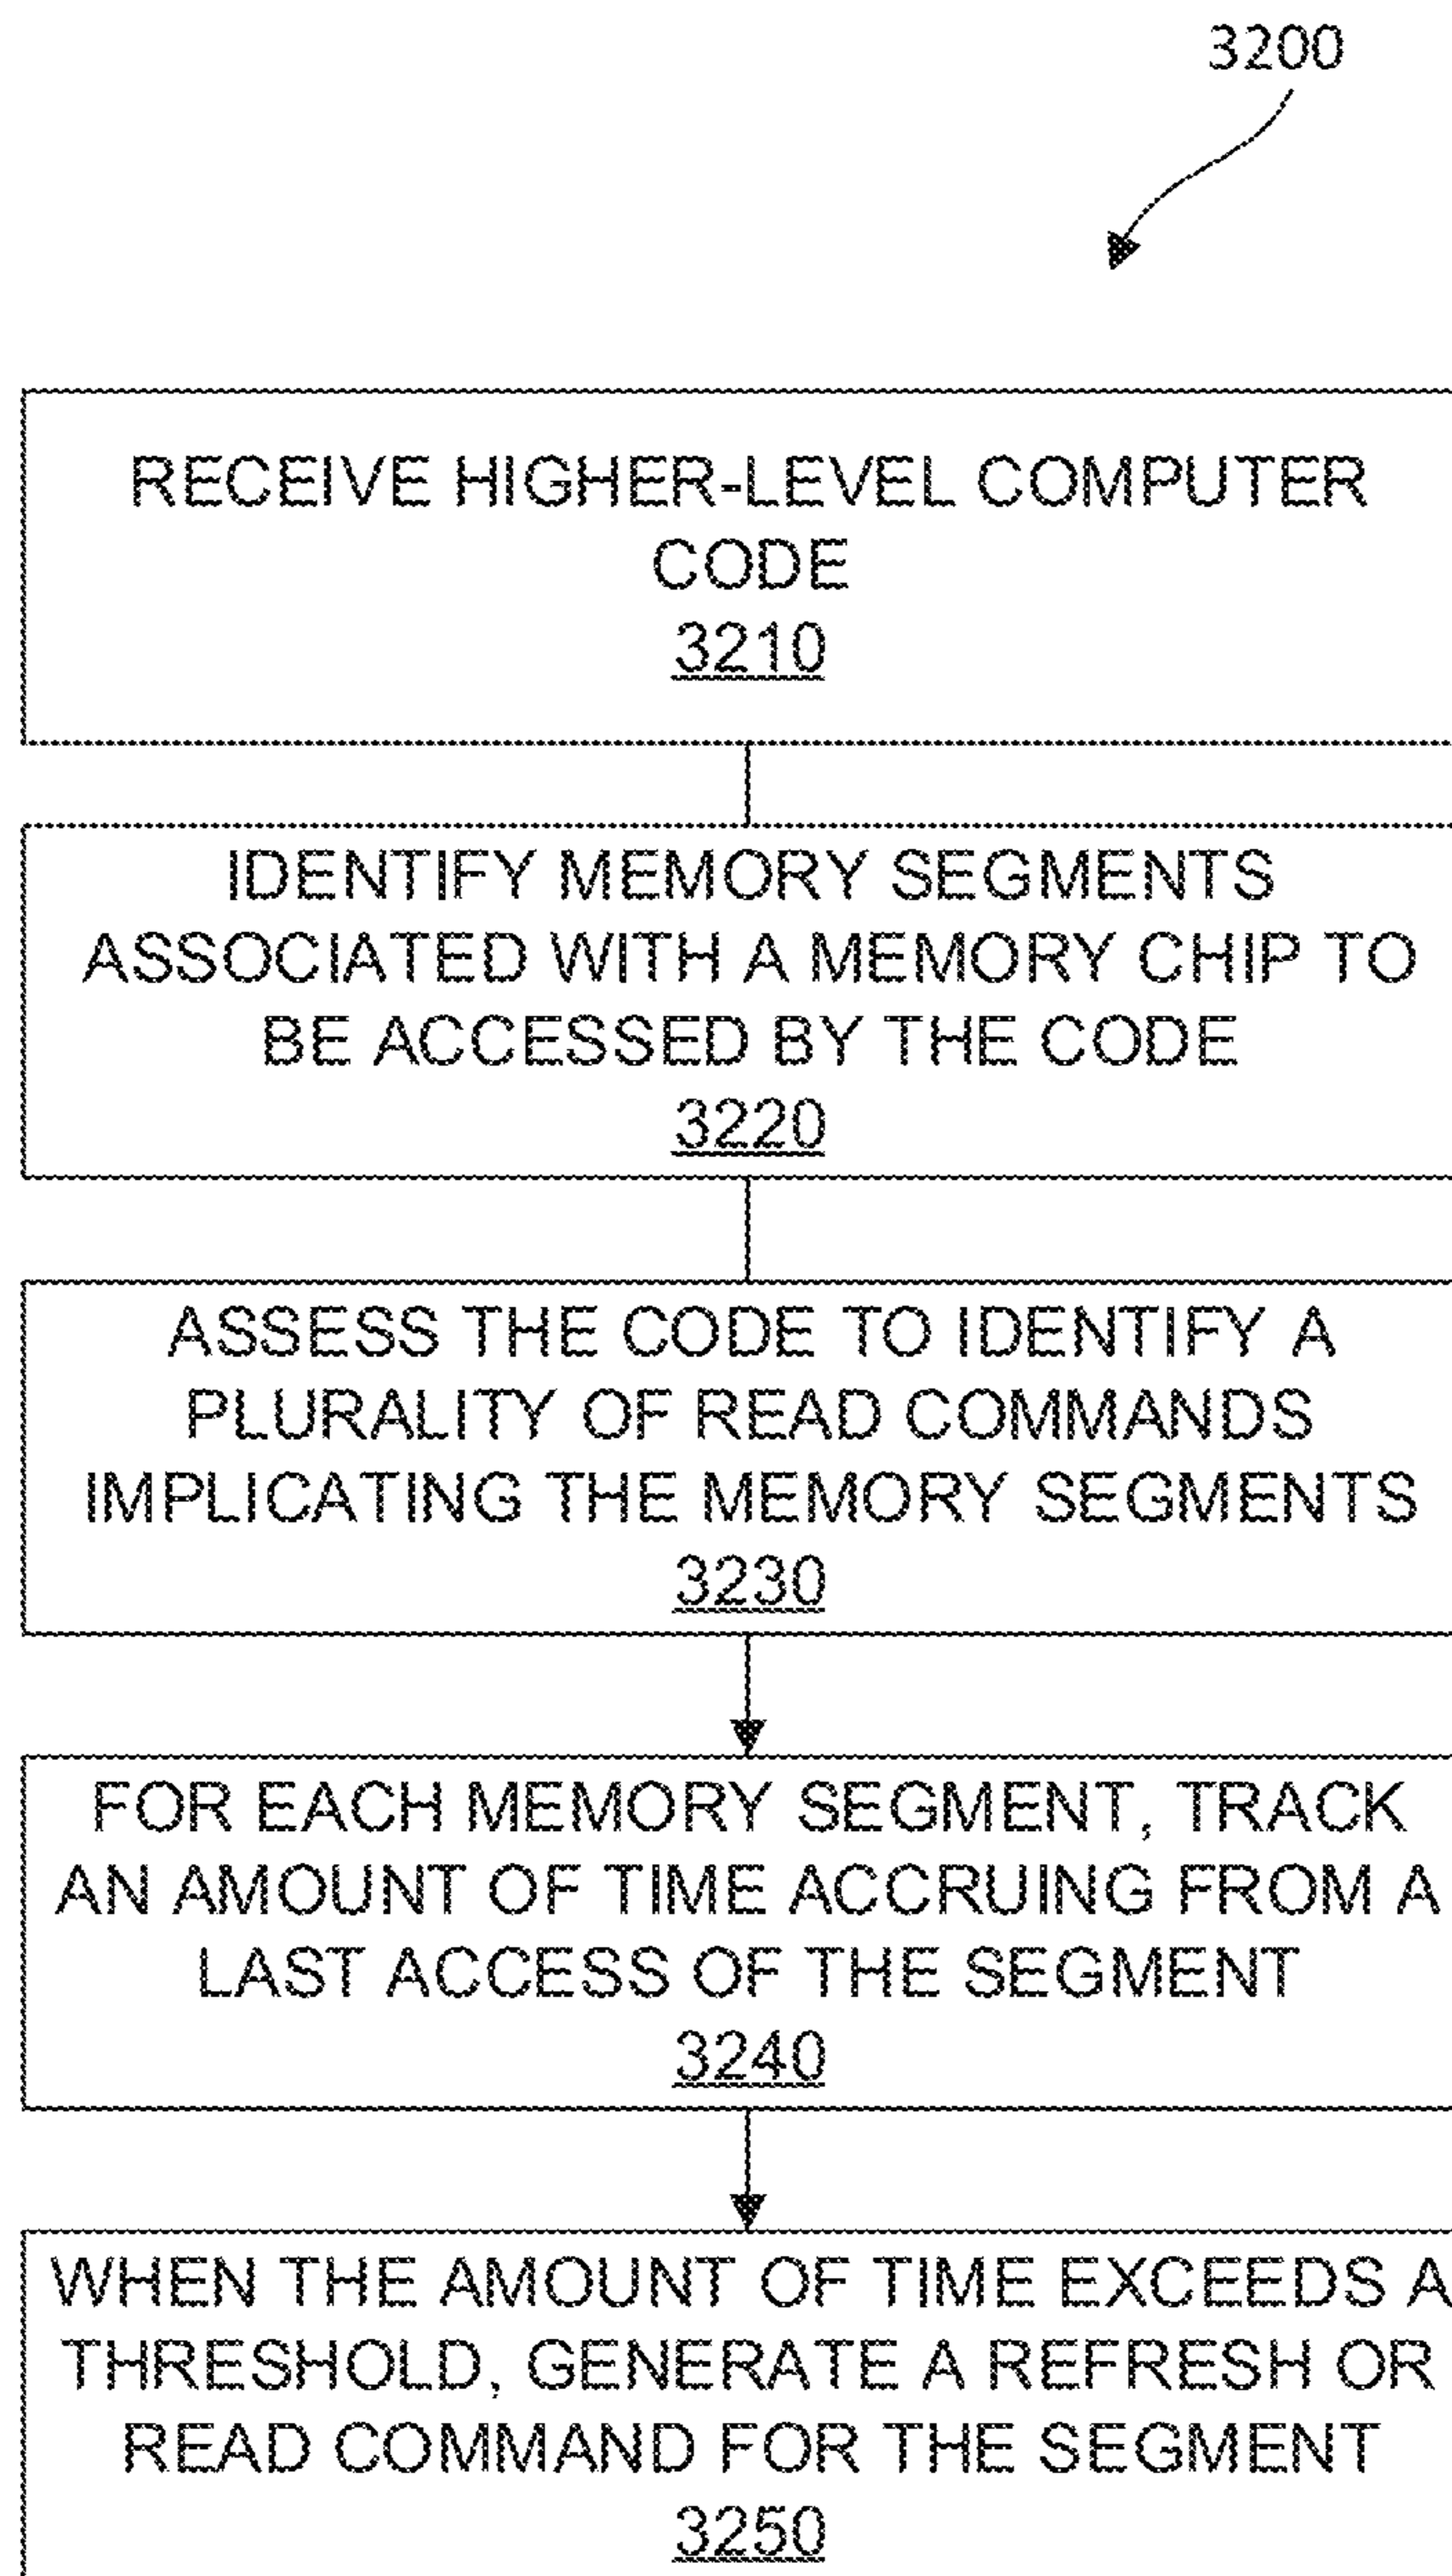 3200
RECEIVE HIGHER-LEVEL COMPUTER
CODE
3210
IDENTIFY MEMORY SEGMENTS
ASSOCIATED WITH A MEMORY CHIP TO
BE ACCESSED BY THE CODE
3220
ASSESS THE CODE TO IDENTIFY A
PLURALITY OF READ COMMANDS
IMPLICATING THE MEMORY SEGMENTS
3230
FOR EACH MEMORY SEGMENT, TRACK
AN AMOUNT OF TIME ACCRUING FROM A
LAST ACCESS OF THE SEGMENT
3240
WHEN THE AMOUNT OF TIME EXCEEDS A
THRESHOLD, GENERATE A REFRESH OR
READ COMMAND FOR THE SEGMENT
3250